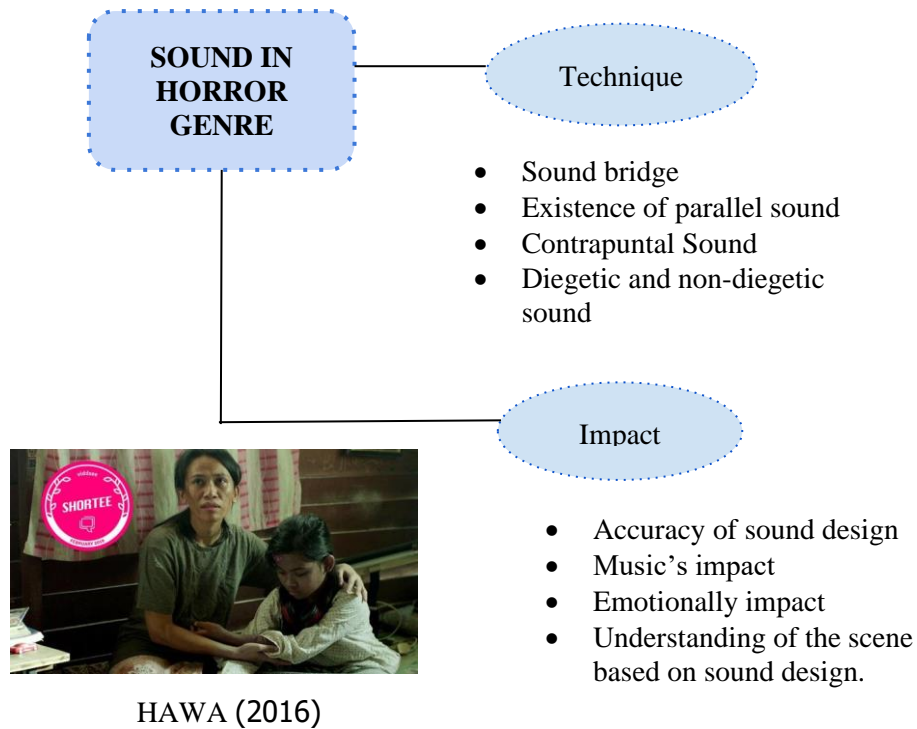 SOUND IN
HORROR
GENRE
Technique
• Sound bridge
• Existence of parallel sound
• Contrapuntal Sound
• Diegetic and non-diegetic
sound
Impact
viddsee
SHORTEE
• Accuracy of sound design
• Music’s impact
• Emotionally impact
• Understanding of the scene
based on sound design.
HAWA (2016)